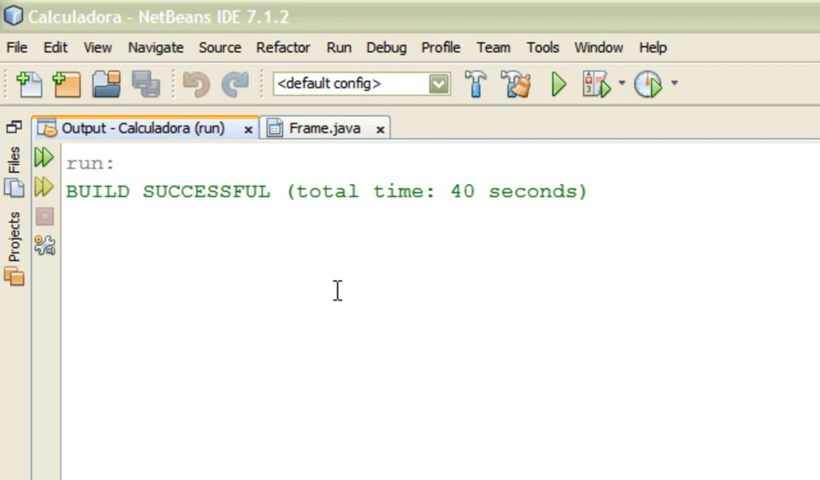 Calculadora - NetBeans IDE 7.1.2
File Edit View Navigate Source Refactor Run Debug Profile Team Tools Window Help
<default config>
Output - Calculadora (run) x Frame.java x
Files
Projects
run:
BUILD SUCCESSFUL (total time: 40 seconds)